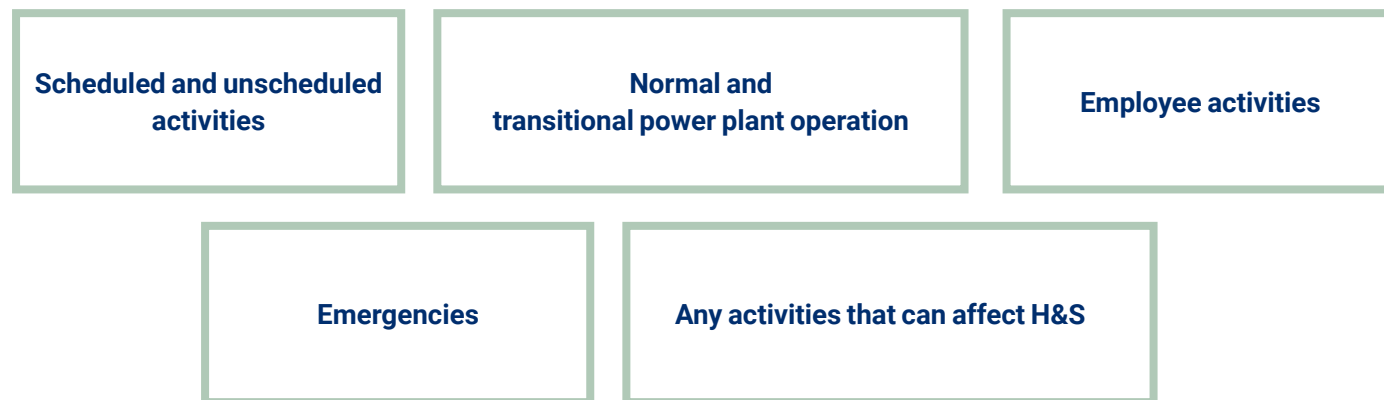 Scheduled and unscheduled
activities
Normal and
transitional power plant operation
Employee activities
Emergencies
Any activities that can affect H&S